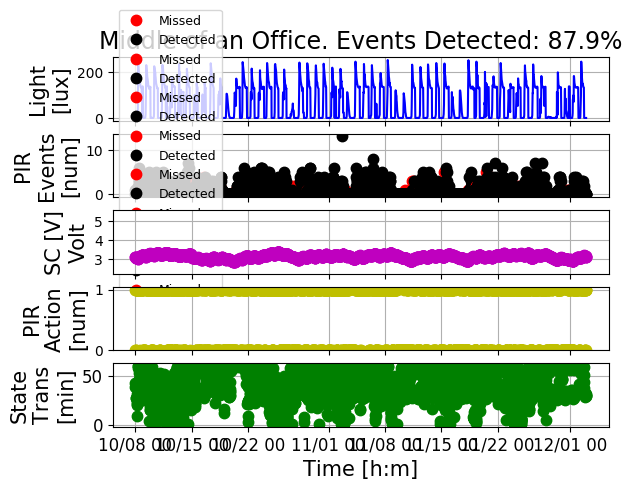 Middle of an Office. Events Detected: 87.9%
Missed
Detected
Missed
Detected
Missed
Detected
Missed
Detected
Missed
Detected
Missed
Missed
Light
[lux]
200
0
PIR
Events
[num]
10
0
SC [V]
Volt
5
4
3
PIR
Action
[num]
1
0
State
Trans
[min]
50
0
10/08 00
10/15 00
10/22 00
11/01 00
11/08 00
11/15 00
11/22 00
12/01 00
Time [h:m]